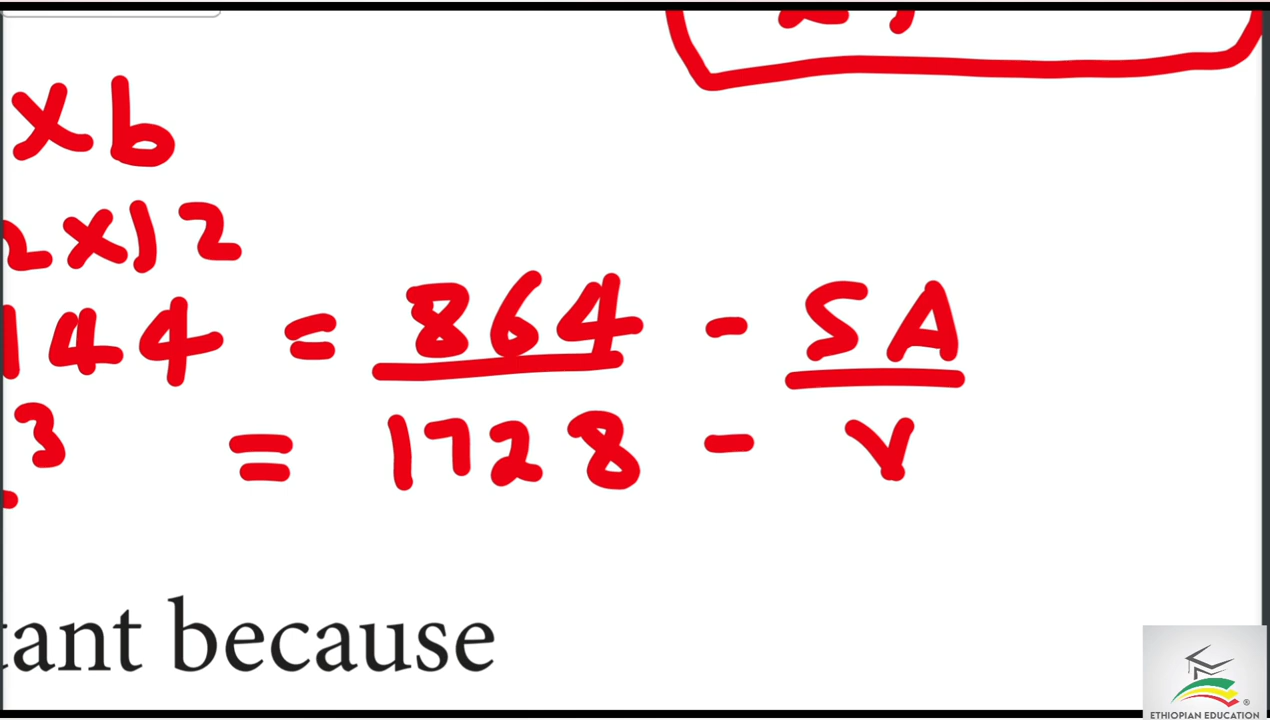 xb
2x12
144 = 864 - SA
3 = 1728 - V
tant because
ETHIOPIAN EDUCATION